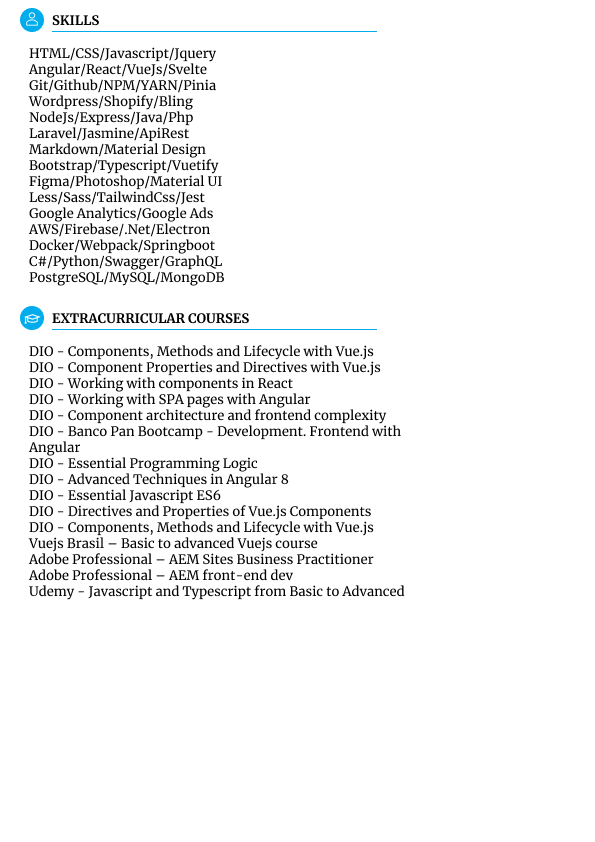 SKILLS
HTML/CSS/Javascript/Jquery
Angular/React/VueJs/Svelte
Git/Github/NPM/YARN/Pinia
Wordpress/Shopify/Bling
NodeJs/Express/Java/Php
Laravel/Jasmine/ApiRest
Markdown/Material Design
Bootstrap/Typescript/Vuetify
Figma/Photoshop/Material UI
Less/Sass/TailwindCss/Jest
Google Analytics/Google Ads
AWS/Firebase/.Net/Electron
Docker/Webpack/Springboot
C#/Python/Swagger/GraphQL
PostgreSQL/MySQL/MongoDB
EXTRACURRICULAR COURSES
DIO - Components, Methods and Lifecycle with Vue.js
DIO - Component Properties and Directives with Vue.js
DIO - Working with components in React
DIO - Working with SPA pages with Angular
DIO - Component architecture and frontend complexity
DIO - Banco Pan Bootcamp - Development. Frontend with
Angular
DIO - Essential Programming Logic
DIO - Advanced Techniques in Angular 8
DIO - Essential Javascript ES6
DIO - Directives and Properties of Vue.js Components
DIO - Components, Methods and Lifecycle with Vue.js
Vuejs Brasil – Basic to advanced Vuejs course
Adobe Professional – AEM Sites Business Practitioner
Adobe Professional – AEM front-end dev
Udemy - Javascript and Typescript from Basic to Advanced